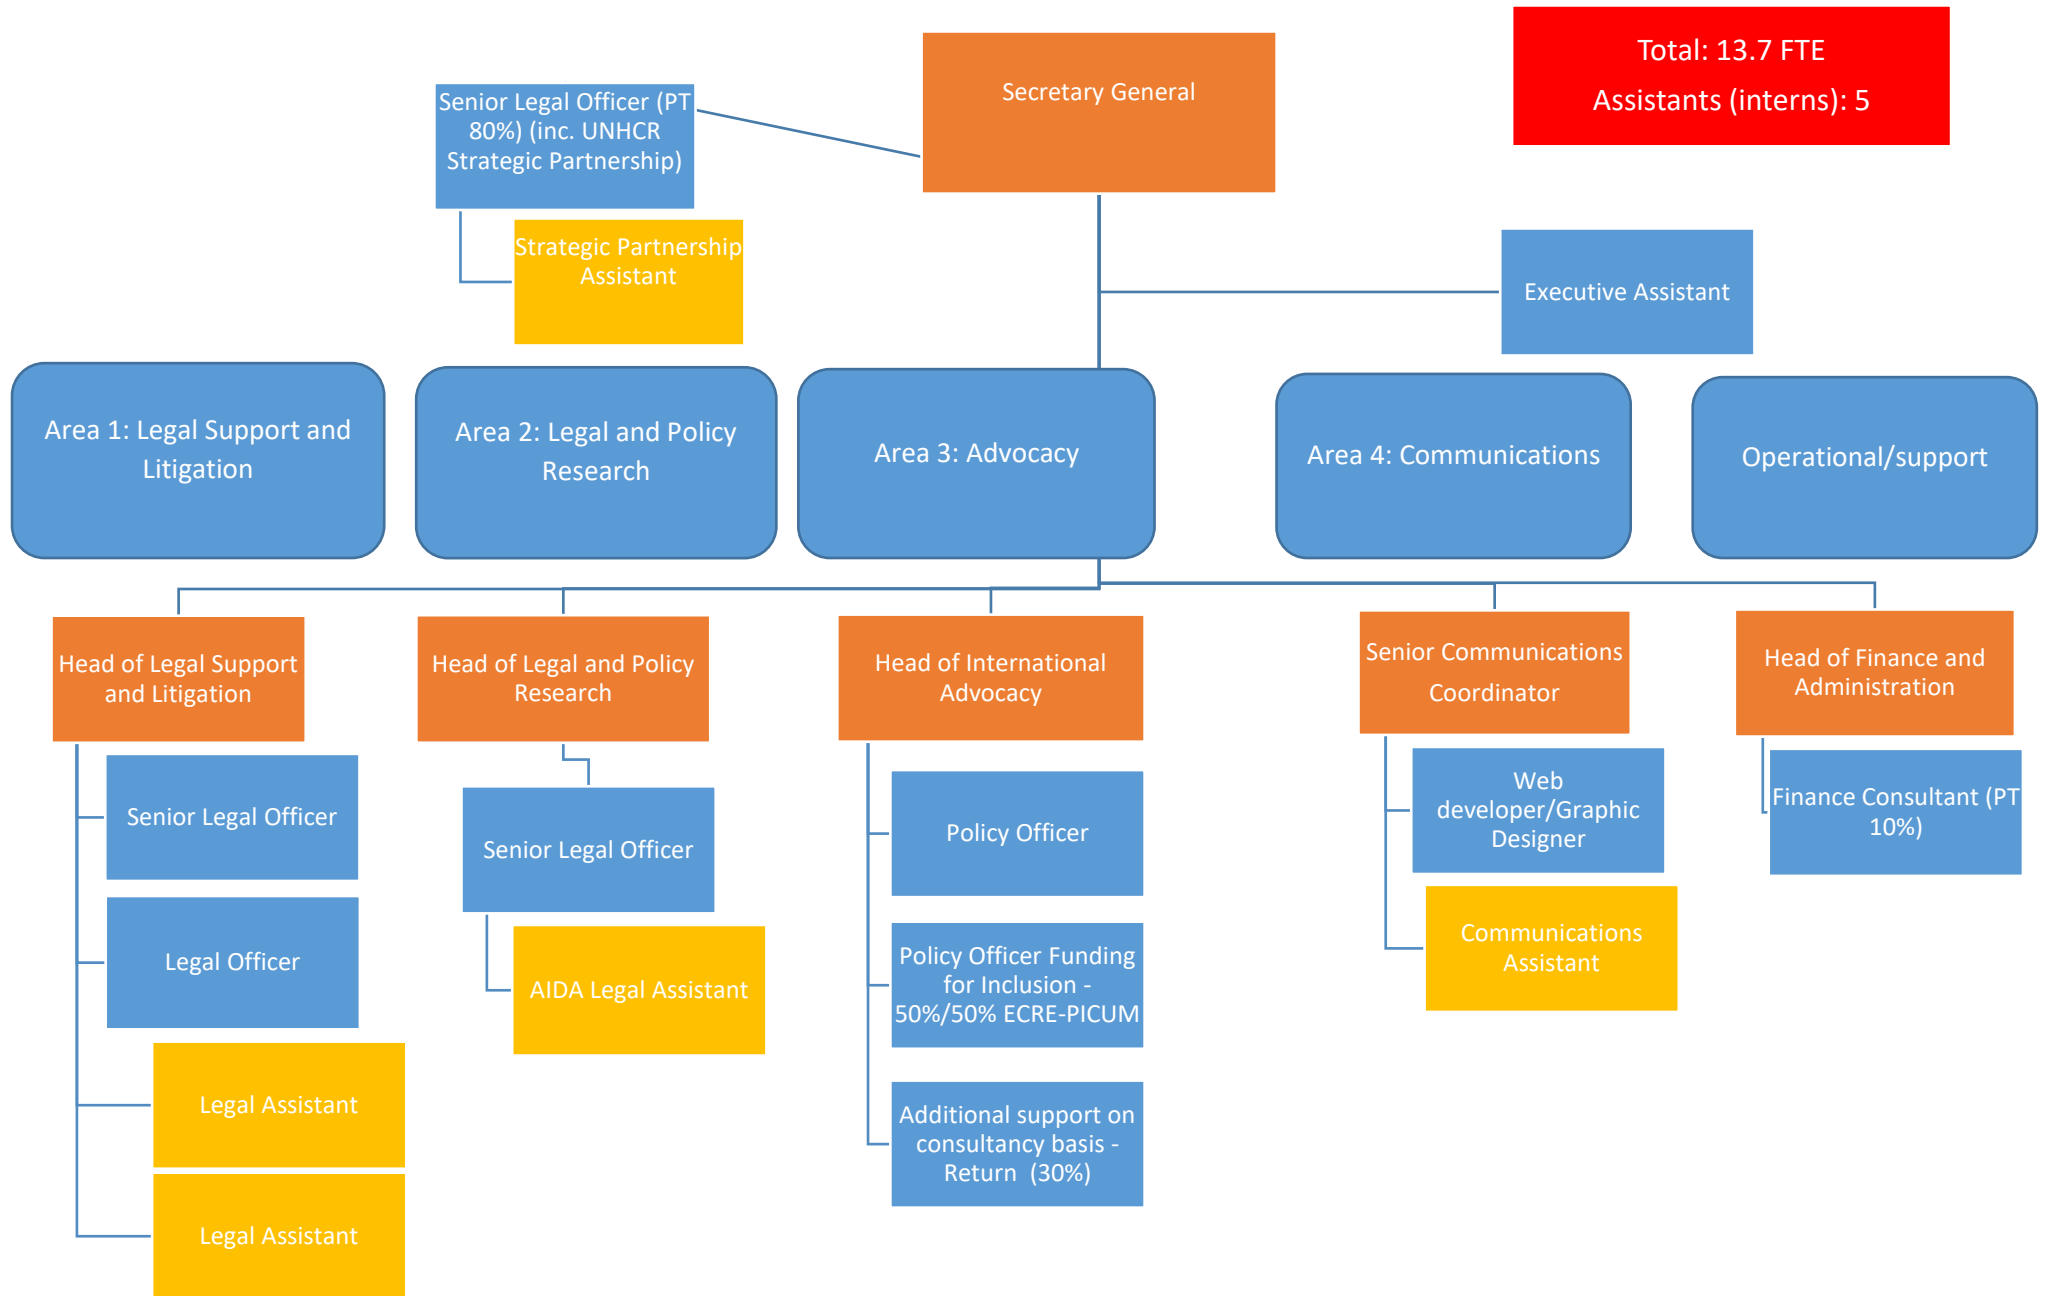 Total: 13.7 FTE
Assistants (interns): 5
Secretary General
Senior Legal Officer (PT
80%) (inc. UNHCR
Strategic Partnership)
Strategic Partnership
Assistant
Executive Assistant
Area 1: Legal Support and
Litigation
Area 2: Legal and Policy
Research
Area 3: Advocacy
Area 4: Communications
Operational/support
Head of Legal Support
and Litigation
Senior Legal Officer
Legal Officer
Legal Assistant
Legal Assistant
Head of Legal and Policy
Research
Senior Legal Officer
AIDA Legal Assistant
Head of International
Advocacy
Policy Officer
Policy Officer Funding
for Inclusion -
50%/50% ECRE-PICUM
Additional support on
consultancy basis -
Return (30%)
Senior Communications
Coordinator
Web
developer/Graphic
Designer
Communications
Assistant
Head of Finance and
Administration
Finance Consultant (PT
10%)